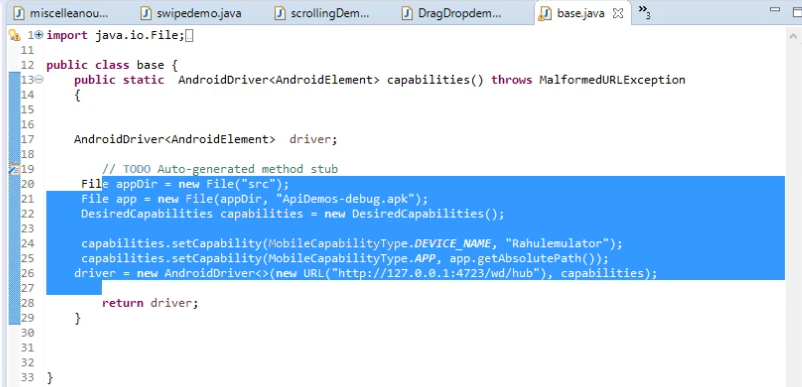 miscelleanou...
swipedemo.java
scrollingDem...
DragDropdem...
base.java
»3
1 import java.io.File;
11
12 public class base {
13 public static  AndroidDriver<AndroidElement> capabilities() throws MalformedURLException
14 {
15
16
17 AndroidDriver<AndroidElement>  driver;
18
19 // TODO Auto-generated method stub
20 File appDir = new File("src");
21 File app = new File(appDir, "ApiDemos-debug.apk");
22 DesiredCapabilities capabilities = new DesiredCapabilities();
23
24 capabilities.setCapability(MobileCapabilityType.DEVICE_NAME, "Rahulemulator");
25 capabilities.setCapability(MobileCapabilityType.APP, app.getAbsolutePath());
26 driver = new AndroidDriver<>(new URL("http://127.0.0.1:4723/wd/hub"), capabilities);
27
28 return driver;
29 }
30
31
32
33 }